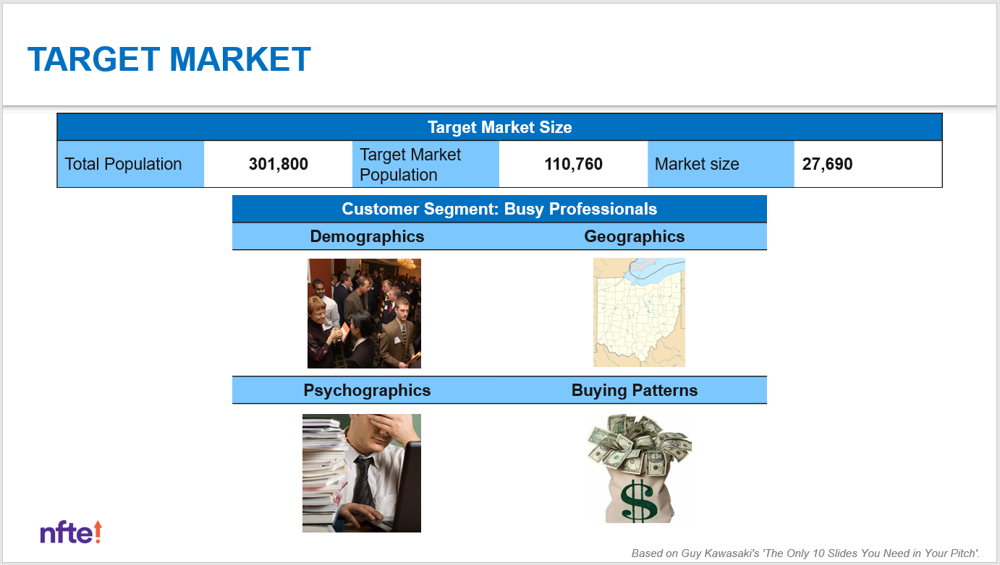 TARGET MARKET
Target Market Size
Total Population
301,800
Target Market
Population
110,760
Market size
27,690
Customer Segment: Busy Professionals
Demographics
Geographics
Psychographics
Buying Patterns
$
nfte!
Based on Guy Kawasaki's 'The Only 10 Slides You Need in Your Pitch'.